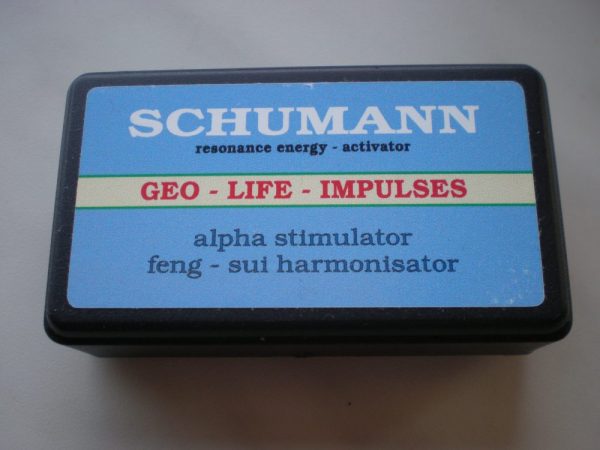 SCHUMANN
resonance energy - activator
GEO - LIFE - IMPULSES
alpha stimulator
feng - sui harmonisator